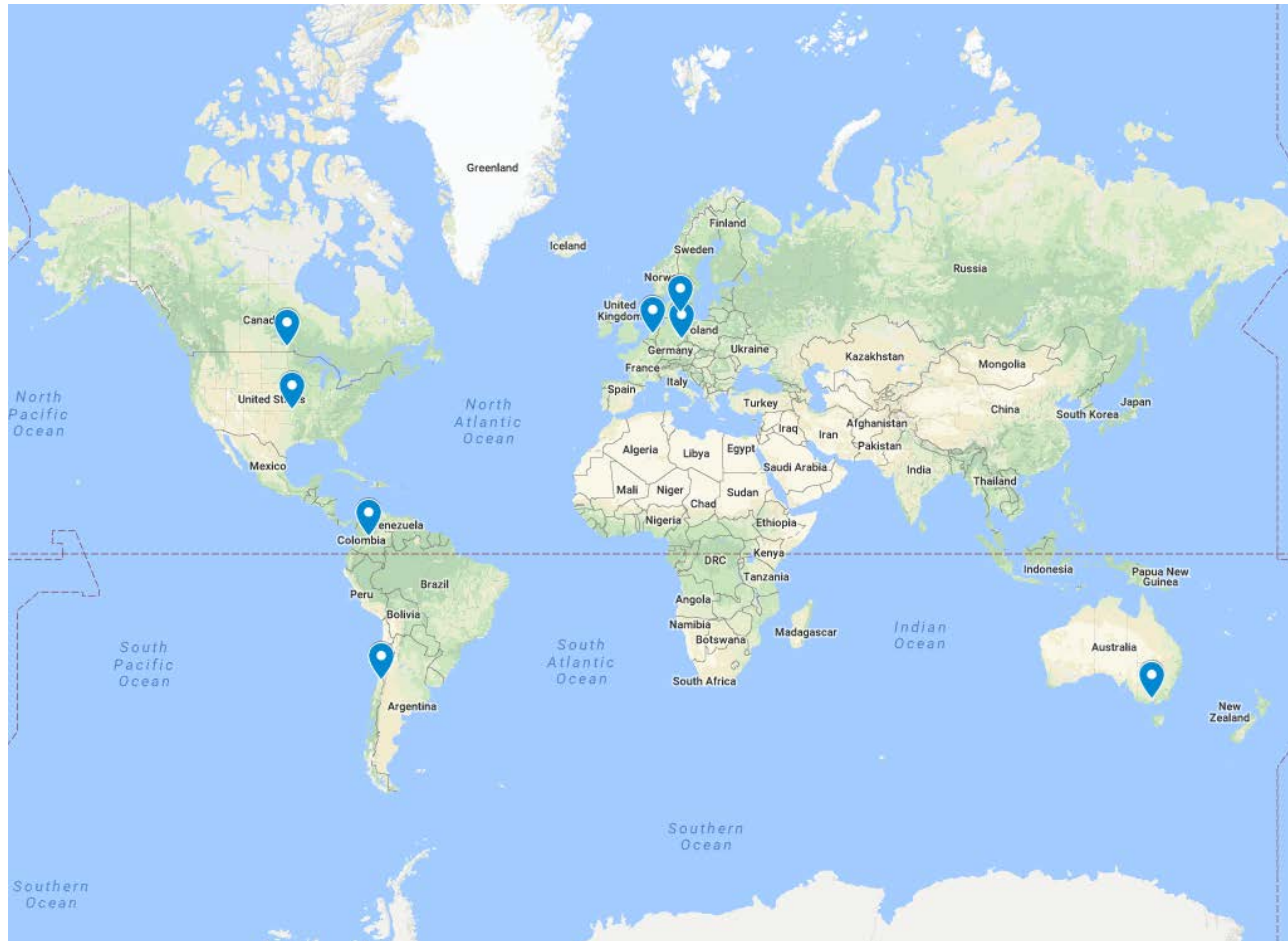 Greenland
Iceland
Finland
Sweden
Norw
Russia
United
Kingdom
Canad
oland
Germany
Ukraine
France
Kazakhstan
Mongolia
Italy
Spain
Turkey
United St s
North
Pacific
Ocean
North
Atlantic
Ocean
China
South Korea
Japan
Iraq
Iran
Afghanistan
Pakistan
Algeria
Libya
Egypt
Saudi Arabia
India
Mexico
Thailand
Mali
Niger
Chad
Sudan
Nigeria
Ethiopia
enezuela
Colombia
Kenya
DRC
Indonesia
Papua New
Guinea
Tanzania
Brazil
Peru
Angola
Bolivia
Namibia
Botswana
Madagascar
Indian
Ocean
South
Pacific
Ocean
South
Atlantic
Ocean
Australia
South Africa
Argentina
New
Zealand
Southern
Ocean
Southern
Ocean